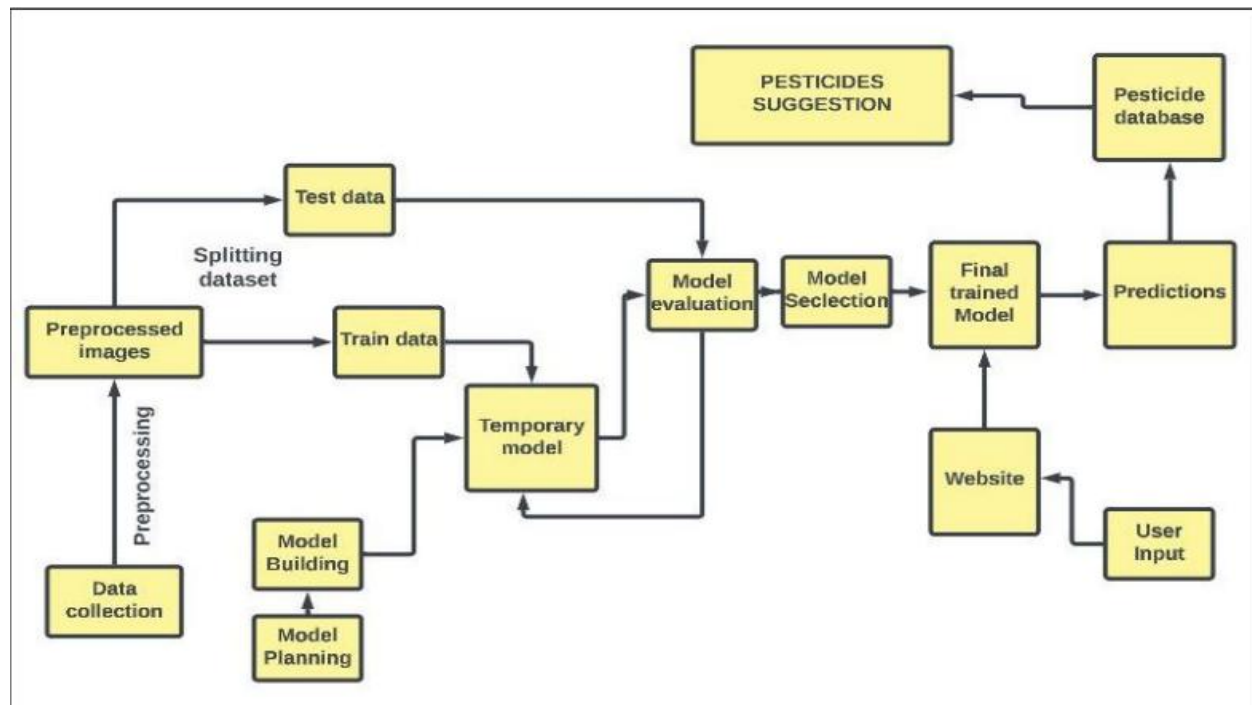 PESTICIDES
SUGGESTION
Pesticide
database
Test data
Splitting
dataset
Model
evaluation
Model
Seclection
Final
trained
Model
Predictions
Preprocessed
images
Train data
Temporary
model
Preprocessing
Website
User
Input
Model
Building
Data
collection
Model
Planning